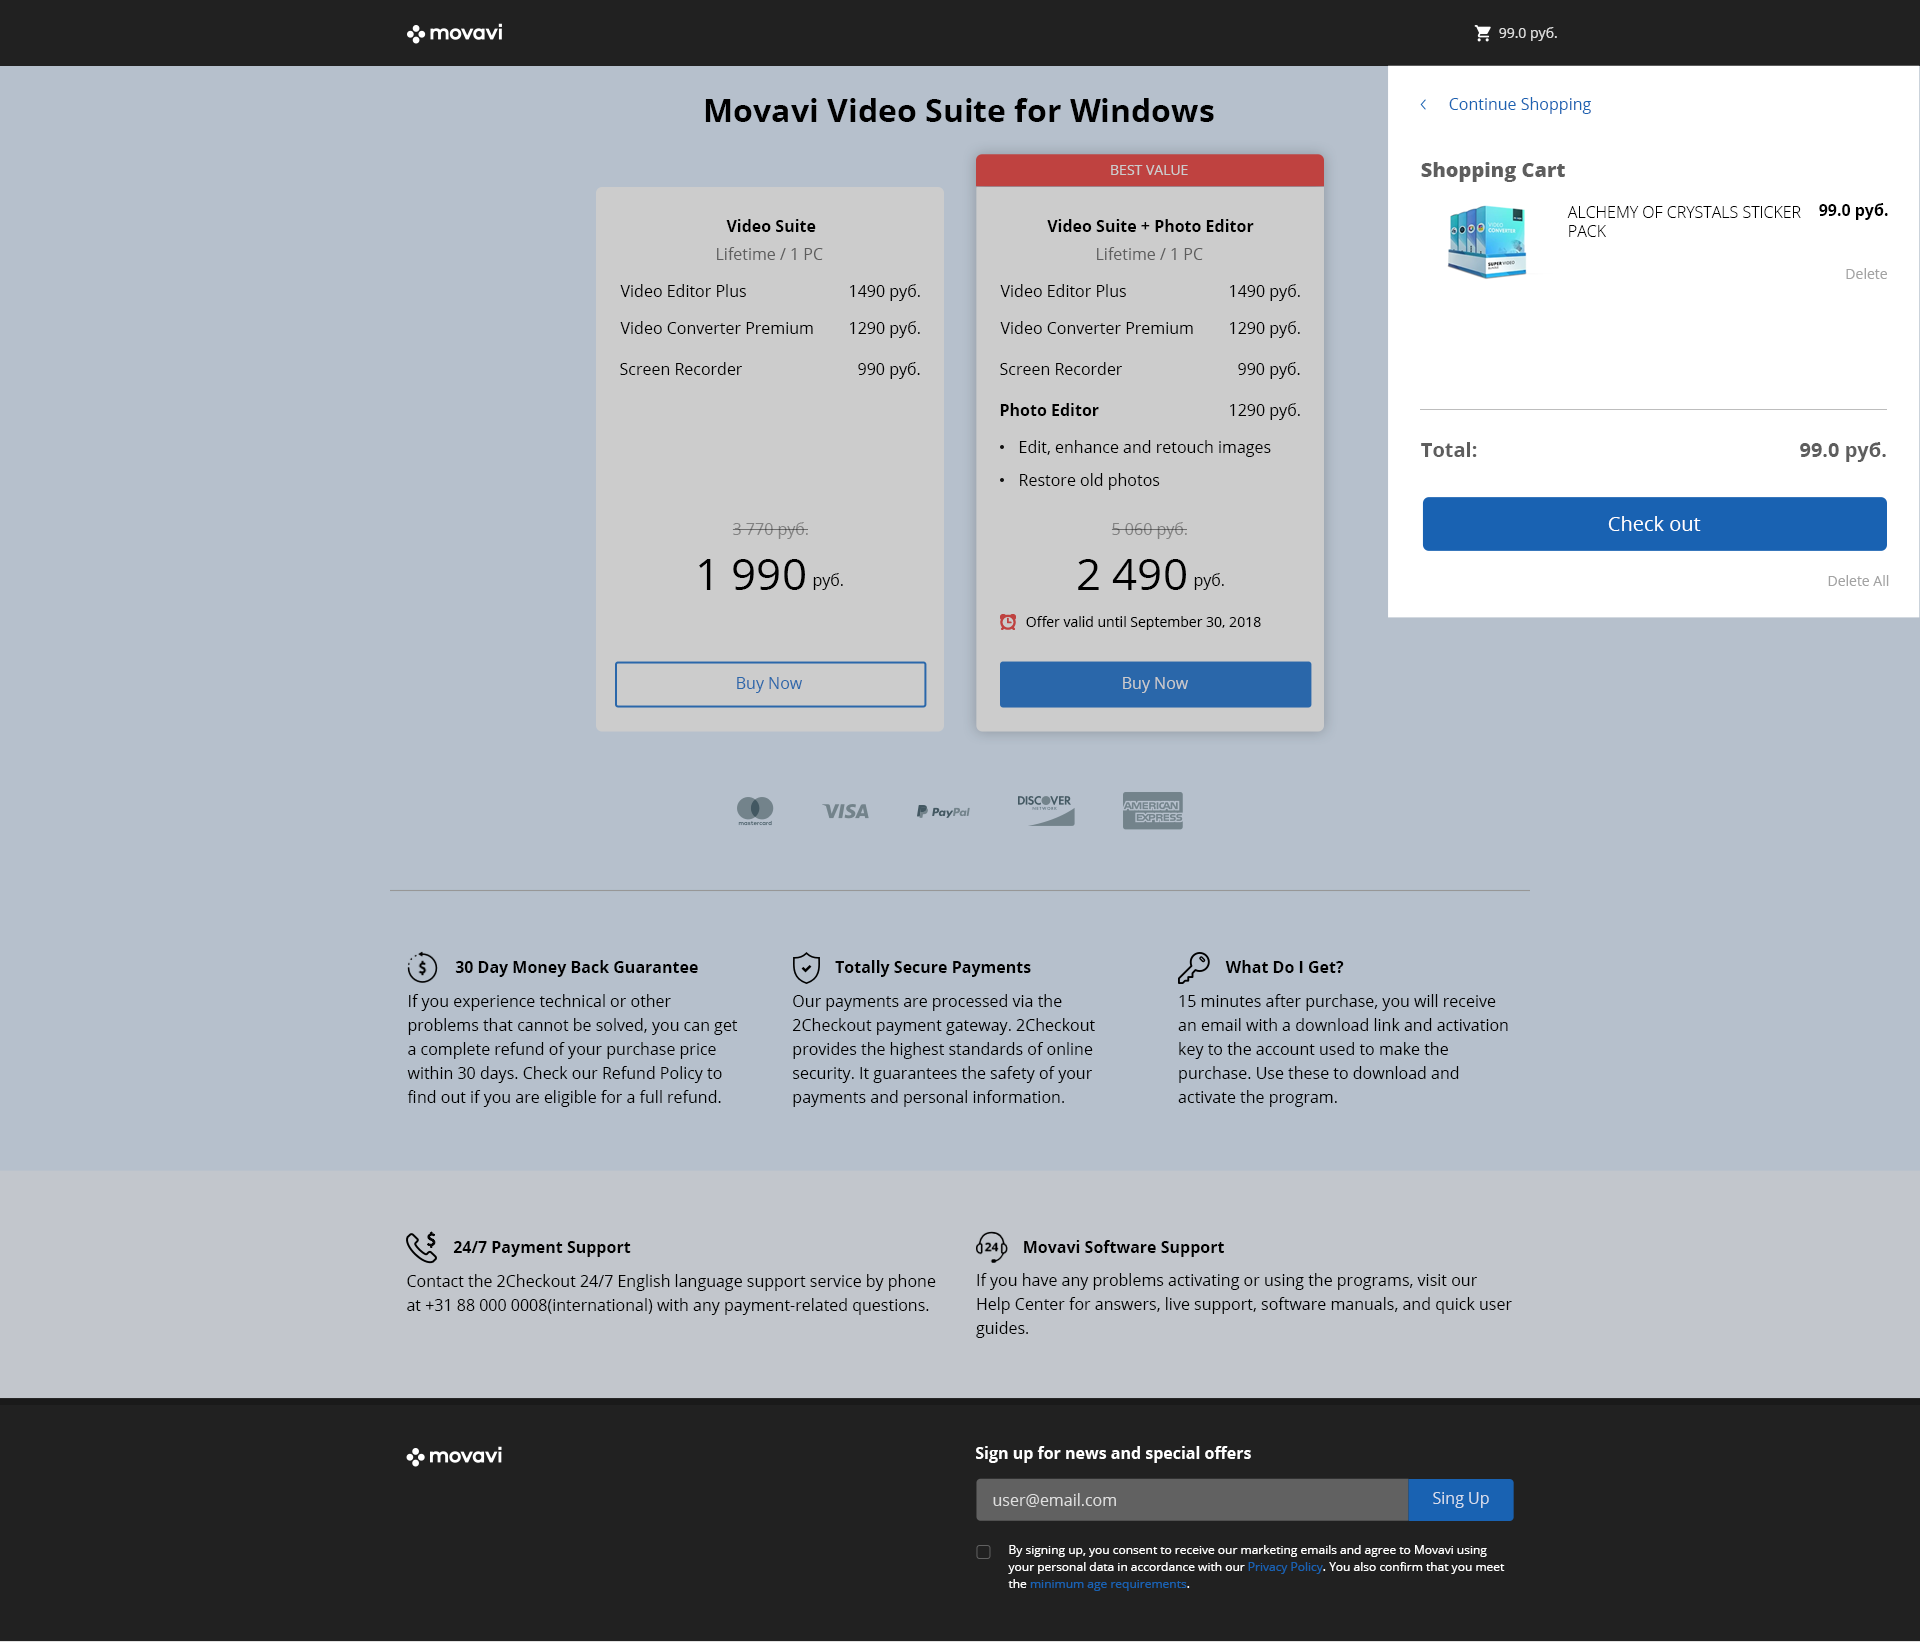 movavi
99.0 руб.
Movavi Video Suite for Windows
Video Suite
Lifetime / 1 PC
Video Editor Plus 1490 руб.
Video Converter Premium 1290 руб.
Screen Recorder 990 руб.
3 770 руб.
1 990 руб.
Buy Now
BEST VALUE
Video Suite + Photo Editor
Lifetime / 1 PC
Video Editor Plus 1490 руб.
Video Converter Premium 1290 руб.
Screen Recorder 990 руб.
Photo Editor 1290 руб.
• Edit, enhance and retouch images
• Restore old photos
5 060 руб.
2 490 руб.
Offer valid until September 30, 2018
Buy Now
Continue Shopping
Shopping Cart
VIDEO
CONVERTER
SUPER VIDEO
ALCHEMY OF CRYSTALS STICKER
PACK
99.0 руб.
Delete
Total: 99.0 руб.
Check out
Delete All
mastercard
VISA
PayPal
DISCOVER
NETWORK
AMERICAN
EXPRESS
30 Day Money Back Guarantee
If you experience technical or other
problems that cannot be solved, you can get
a complete refund of your purchase price
within 30 days. Check our Refund Policy to
find out if you are eligible for a full refund.
Totally Secure Payments
Our payments are processed via the
2Checkout payment gateway. 2Checkout
provides the highest standards of online
security. It guarantees the safety of your
payments and personal information.
What Do I Get?
15 minutes after purchase, you will receive
an email with a download link and activation
key to the account used to make the
purchase. Use these to download and
activate the program.
24/7 Payment Support
Contact the 2Checkout 24/7 English language support service by phone
at +31 88 000 0008(international) with any payment-related questions.
24
Movavi Software Support
If you have any problems activating or using the programs, visit our
Help Center for answers, live support, software manuals, and quick user
guides.
movavi
Sign up for news and special offers
user@email.com
Sing Up
By signing up, you consent to receive our marketing emails and agree to Movavi using
your personal data in accordance with our Privacy Policy. You also confirm that you meet
the minimum age requirements.